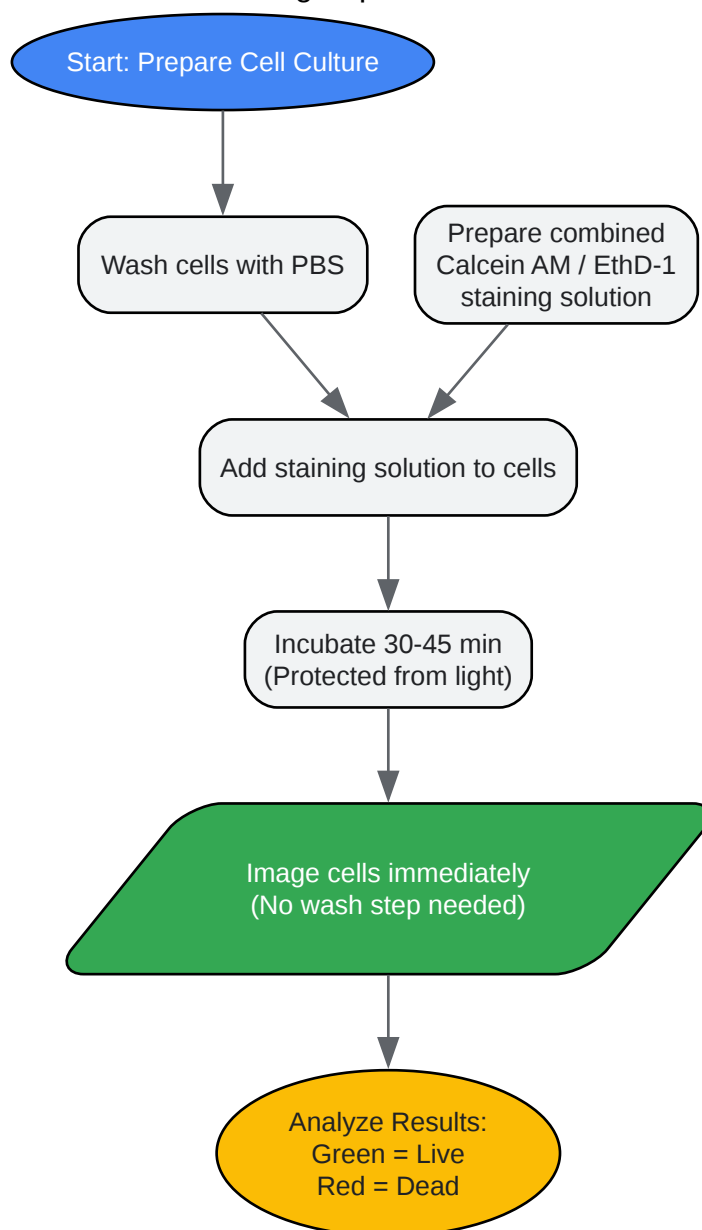 Start: Prepare Cell Culture
Wash cells with PBS
Prepare combined
Calcein AM / EthD-1
staining solution
Add staining solution to cells
Incubate 30-45 min
(Protected from light)
Image cells immediately
(No wash step needed)
Analyze Results:
Green = Live
Red = Dead